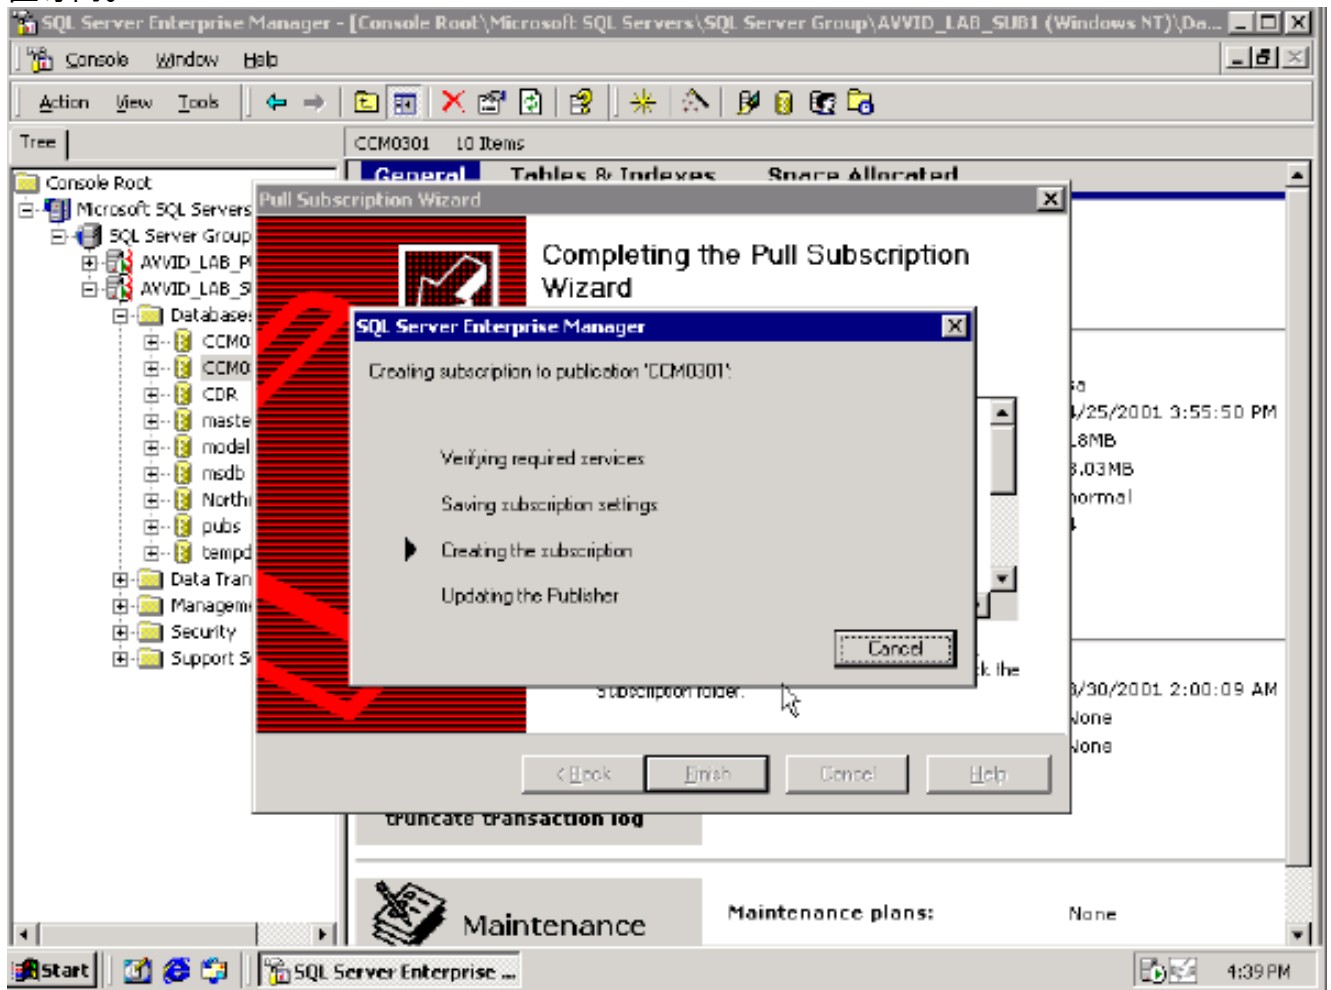 SQL Server Enterprise Manager - [Console Root\Microsoft SQL Servers\SQL Server Group\AVVID_LAB_SUB1 (Windows NT)\Da...
Console Window Help
Action View Tools
Tree
CCM0301 10 Items
General Tables & Indexes Space Allocated
Console Root
Microsoft SQL Servers
SQL Server Group
AVVID_LAB_P
AVVID_LAB_S
Databases
CCM0
CCM0
CDR
maste
model
msdb
North
pubs
tempd
Data Tran
Managem
Security
Support S
Pull Subscription Wizard
Completing the Pull Subscription
Wizard
SQL Server Enterprise Manager
Creating subscription to publication 'CCM0301':
Verifying required services
Saving subscription settings
Creating the subscription
Updating the Publisher
Cancel
k the
Subscription folder.
< Back Finish Cancel Help
sa
4/25/2001 3:55:50 PM
8MB
3.03MB
normal
3/30/2001 2:00:09 AM
None
None
truncate transaction log
Maintenance
Maintenance plans: None
Start
SQL Server Enterprise ...
4:39 PM